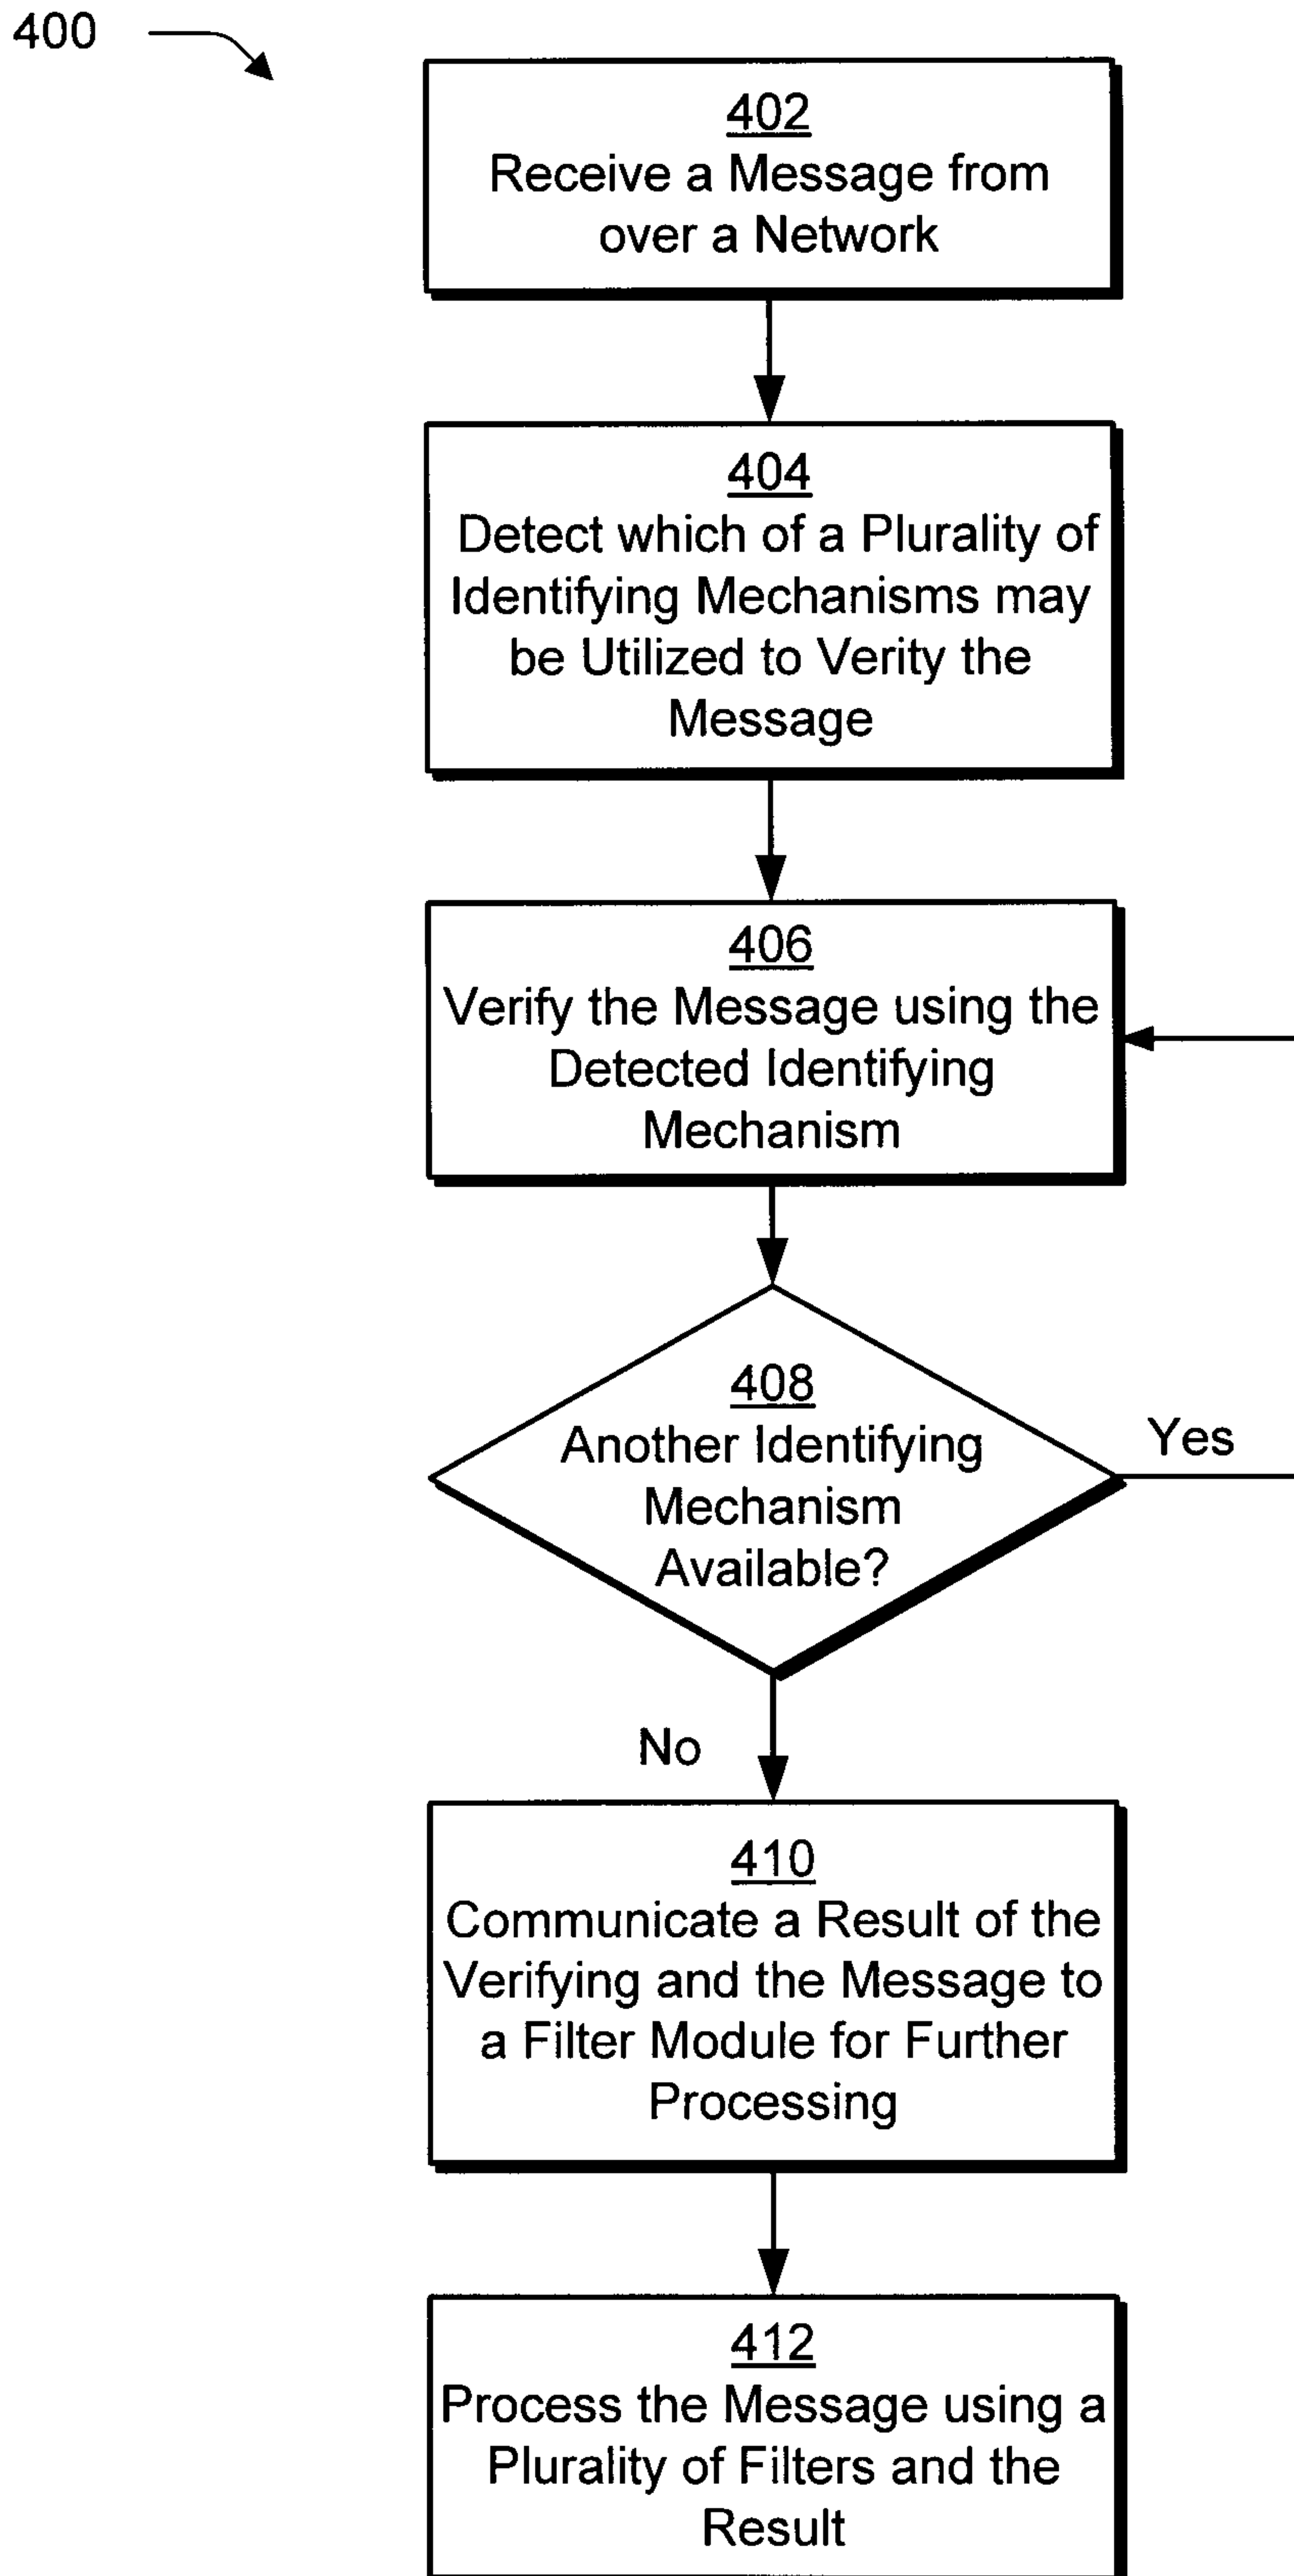 400
402
Receive a Message from
over a Network
404
Detect which of a Plurality of
Identifying Mechanisms may
be Utilized to Verity the
Message
406
Verify the Message using the
Detected Identifying
Mechanism
408
Another Identifying
Mechanism
Available?
Yes
No
410
Communicate a Result of the
Verifying and the Message to
a Filter Module for Further
Processing
412
Process the Message using a
Plurality of Filters and the
Result